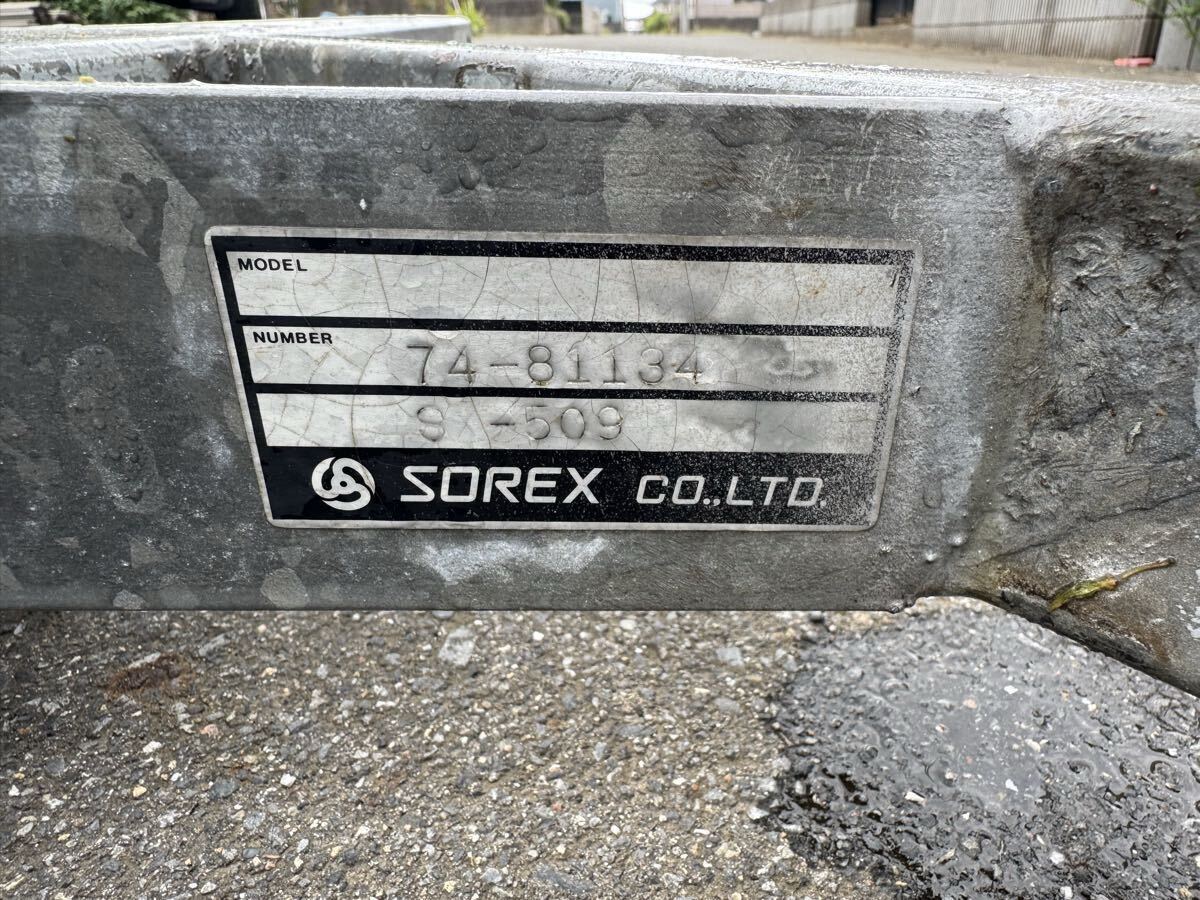 MODEL
NUMBER 74-81134
S -509
SOREX CO.,LTD.